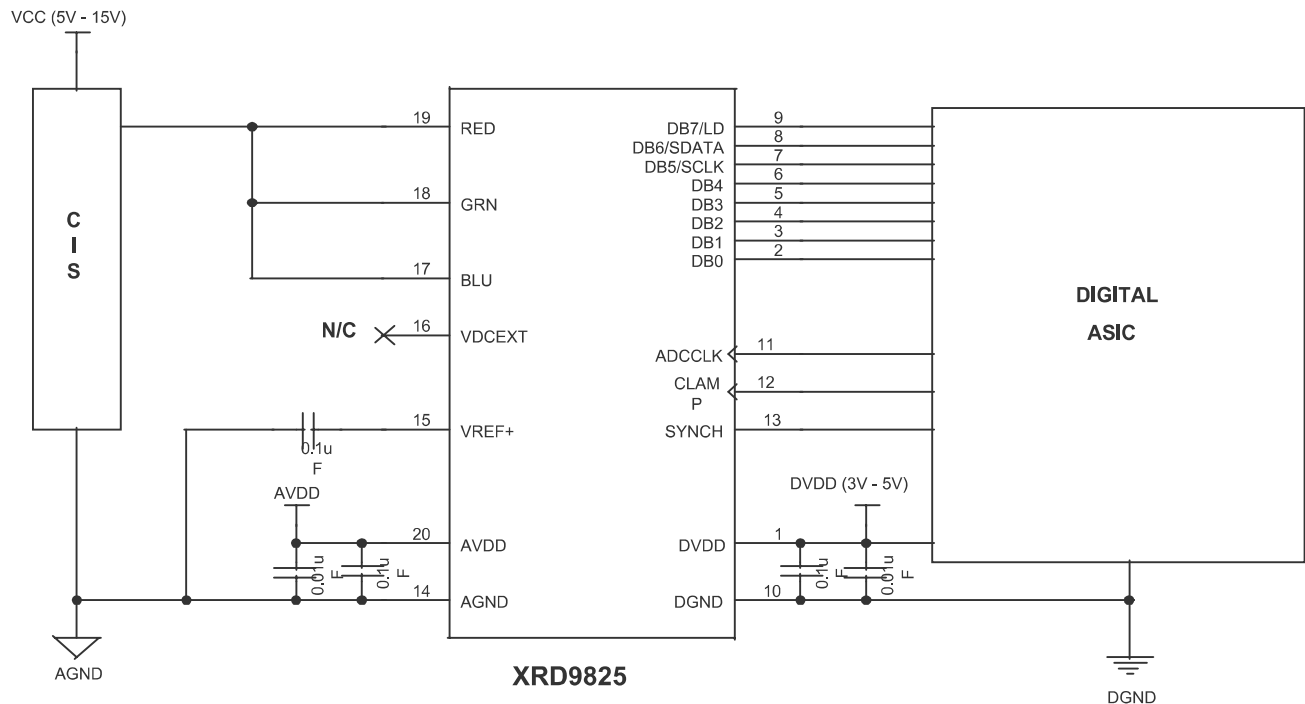 VCC (5V - 15V)
C
I
S
19
RED
18
GRN
17
BLU
N/C
16
VDCEXT
15
VREF+
0.1u
F
AVDD
20
AVDD
0.01u
F
0.1u
F
14
AGND
AGND
XRD9825
DB7/LD
9
DB6/SDATA
8
DB5/SCLK
7
DB4
6
DB3
5
DB2
4
DB1
3
DB0
2
ADCCLK
11
CLAM
P
12
SYNCH
13
DVDD (3V - 5V)
DVDD
1
0.1u
F
0.01u
F
DGND
10
DIGITAL
ASIC
DGND